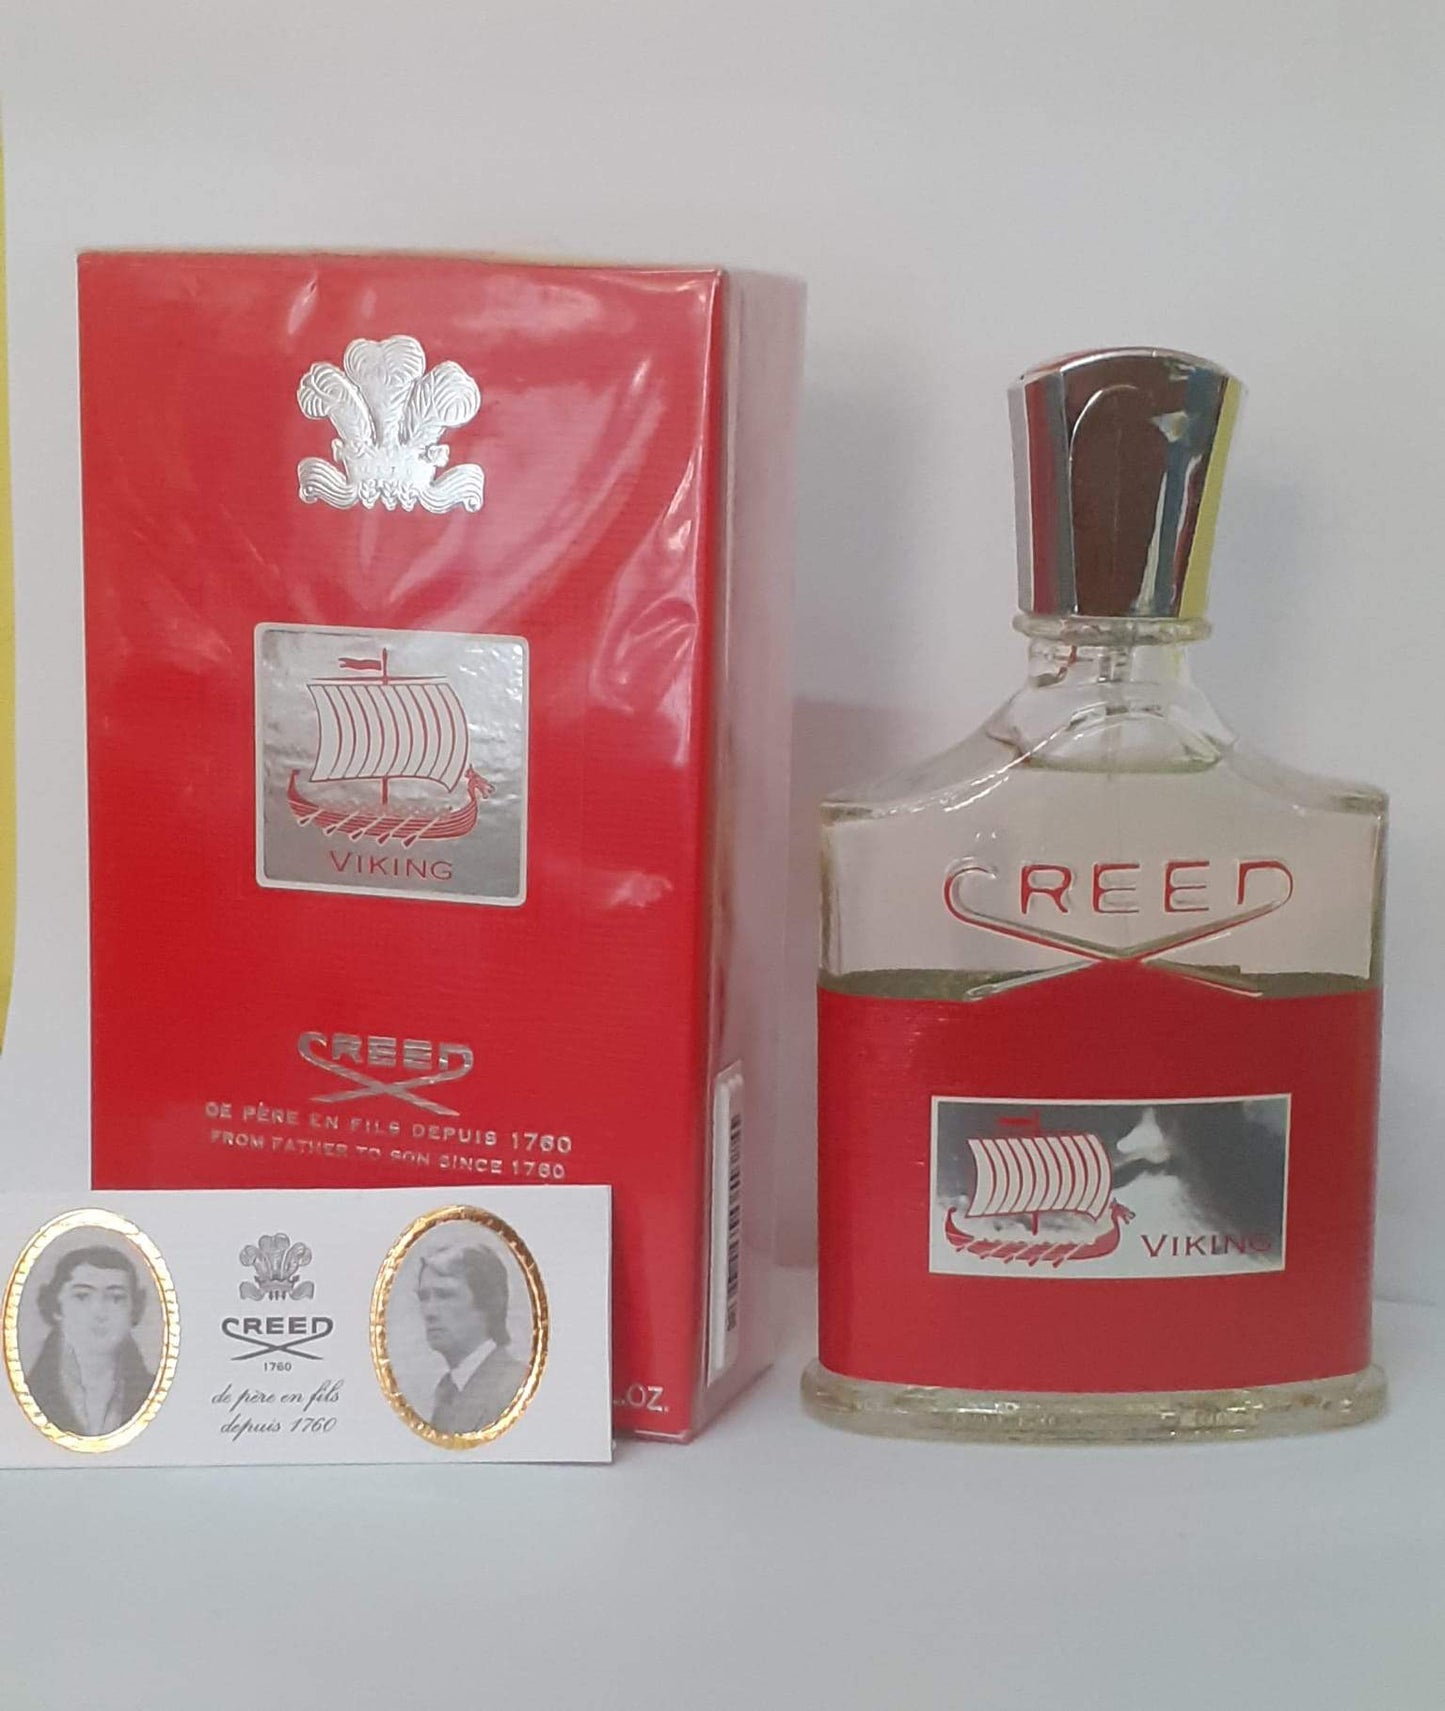 VIKING
CREED
DE PÈRE EN FILS DEPUIS 1760
FROM FATHER TO SON SINCE 1760
OZ.
CREED
1760
de père en fils
depuis 1760
CREED
VIKING